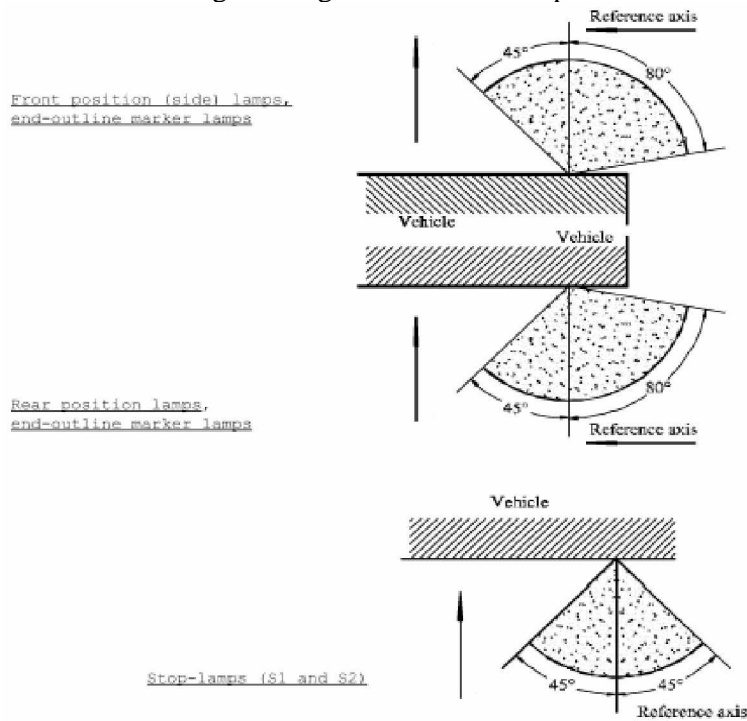 Reference axis
45°
80°
Front position (side) lamps,
end-outline marker lamps
Vehicle
Vehicle
Rear position lamps,
end-outline marker lamps
45°
80°
Reference axis
Vehicle
Stop-lamps (S1 and S2)
45°
45°
Reference axis